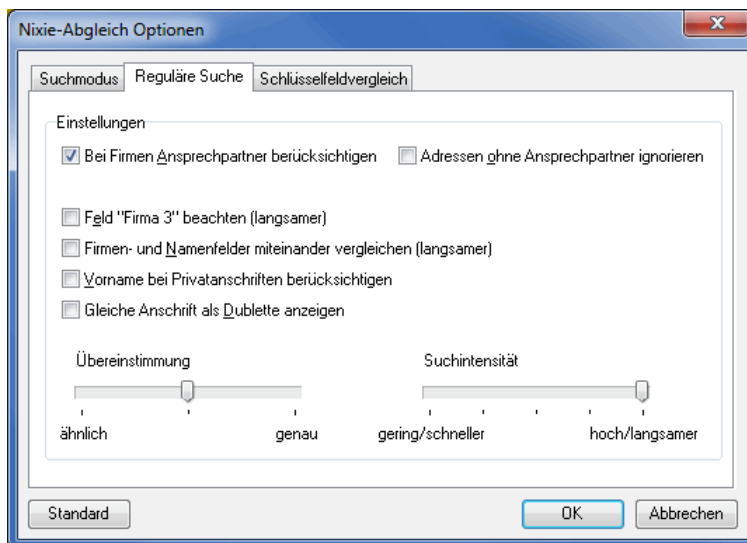 Nixie-Abgleich Optionen
Suchmodus Reguläre Suche Schlüsselfeldvergleich
Einstellungen
Bei Firmen Ansprechpartner berücksichtigen Adressen ohne Ansprechpartner ignorieren
Feld "Firma 3" beachten (langsamer)
Firmen- und Namenfelder miteinander vergleichen (langsamer)
Vorname bei Privatanschriften berücksichtigen
Gleiche Anschrift als Dublette anzeigen
Übereinstimmung Suchintensität
ähnlich genau gering/schneller hoch/langsamer
Standard OK Abbrechen